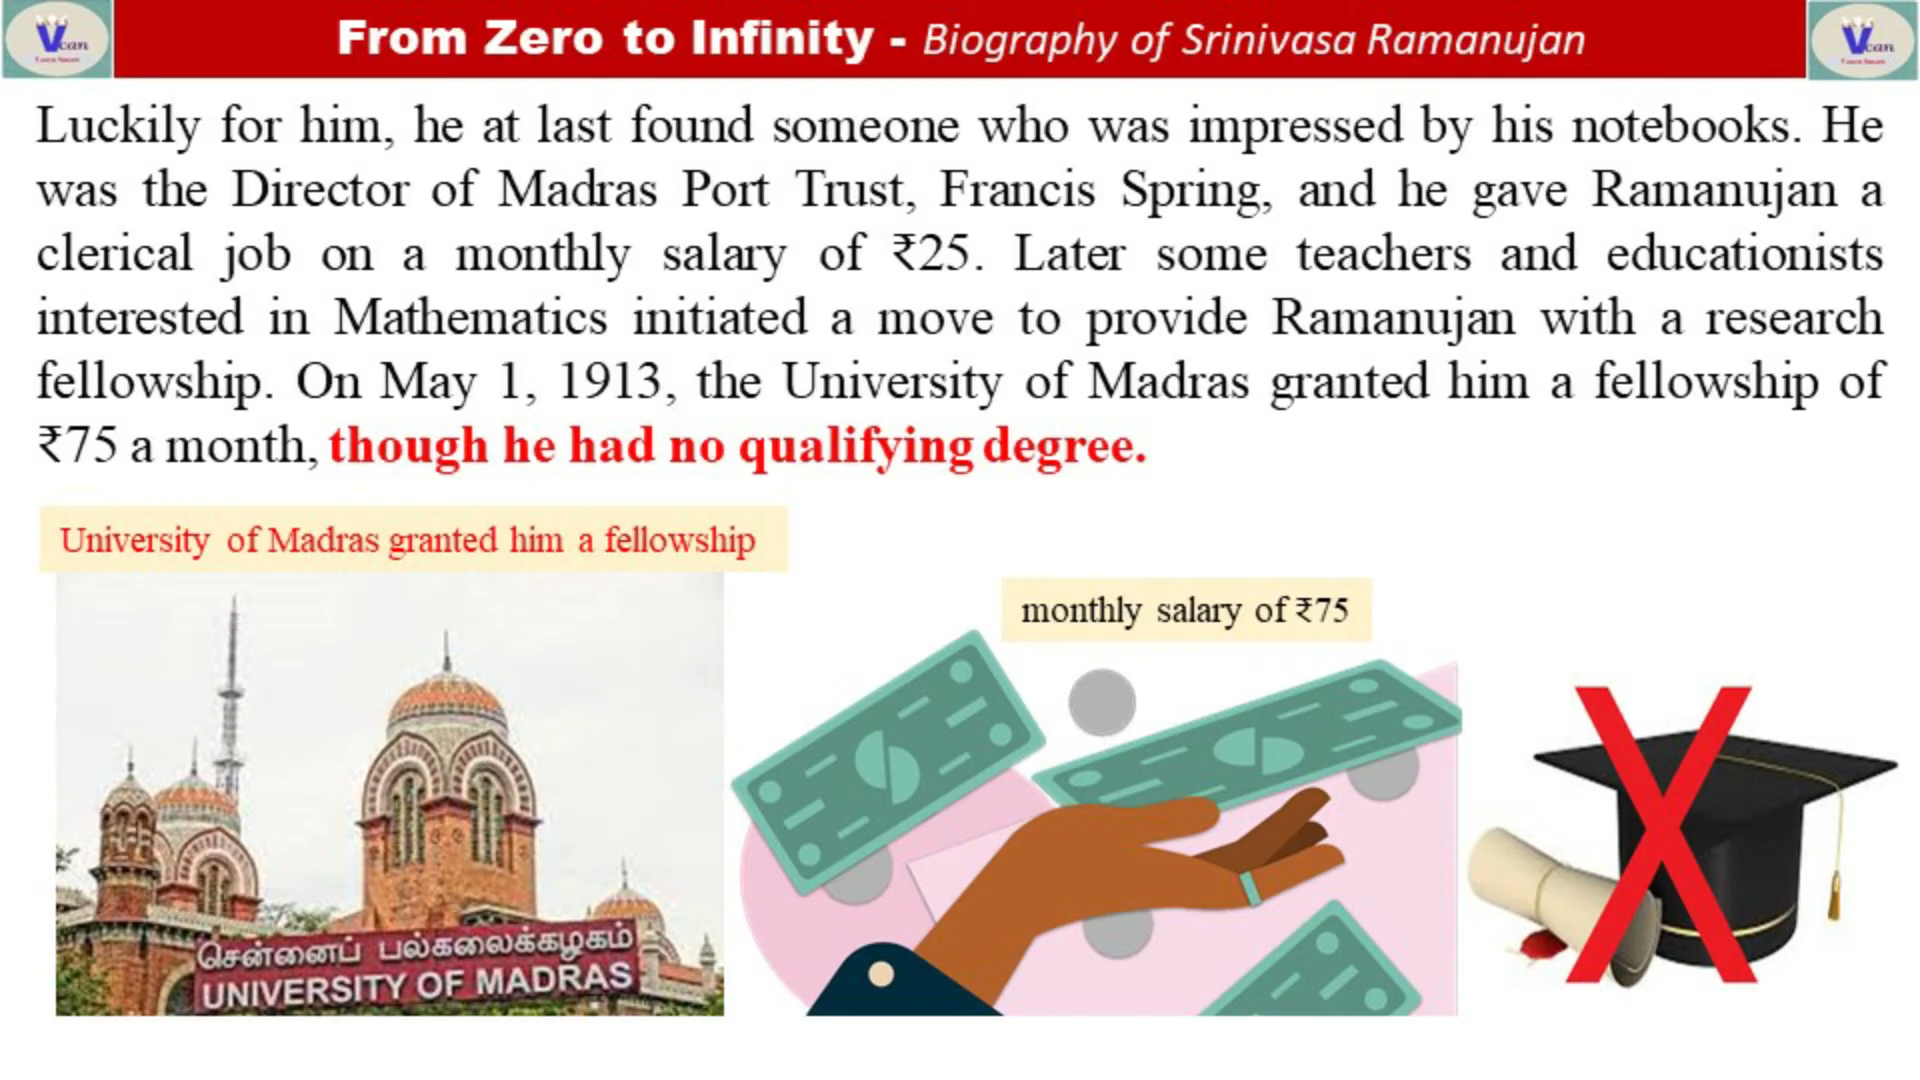 Vcan
From Zero to Infinity - Biography of Srinivasa Ramanujan
Vcan
Luckily for him, he at last found someone who was impressed by his notebooks. He
was the Director of Madras Port Trust, Francis Spring, and he gave Ramanujan a
clerical job on a monthly salary of ₹25. Later some teachers and educationists
interested in Mathematics initiated a move to provide Ramanujan with a research
fellowship. On May 1, 1913, the University of Madras granted him a fellowship of
₹75 a month, though he had no qualifying degree.
University of Madras granted him a fellowship
monthly salary of ₹75
சென்னைப் பல்கலைக்கழகம்
UNIVERSITY OF MADRAS